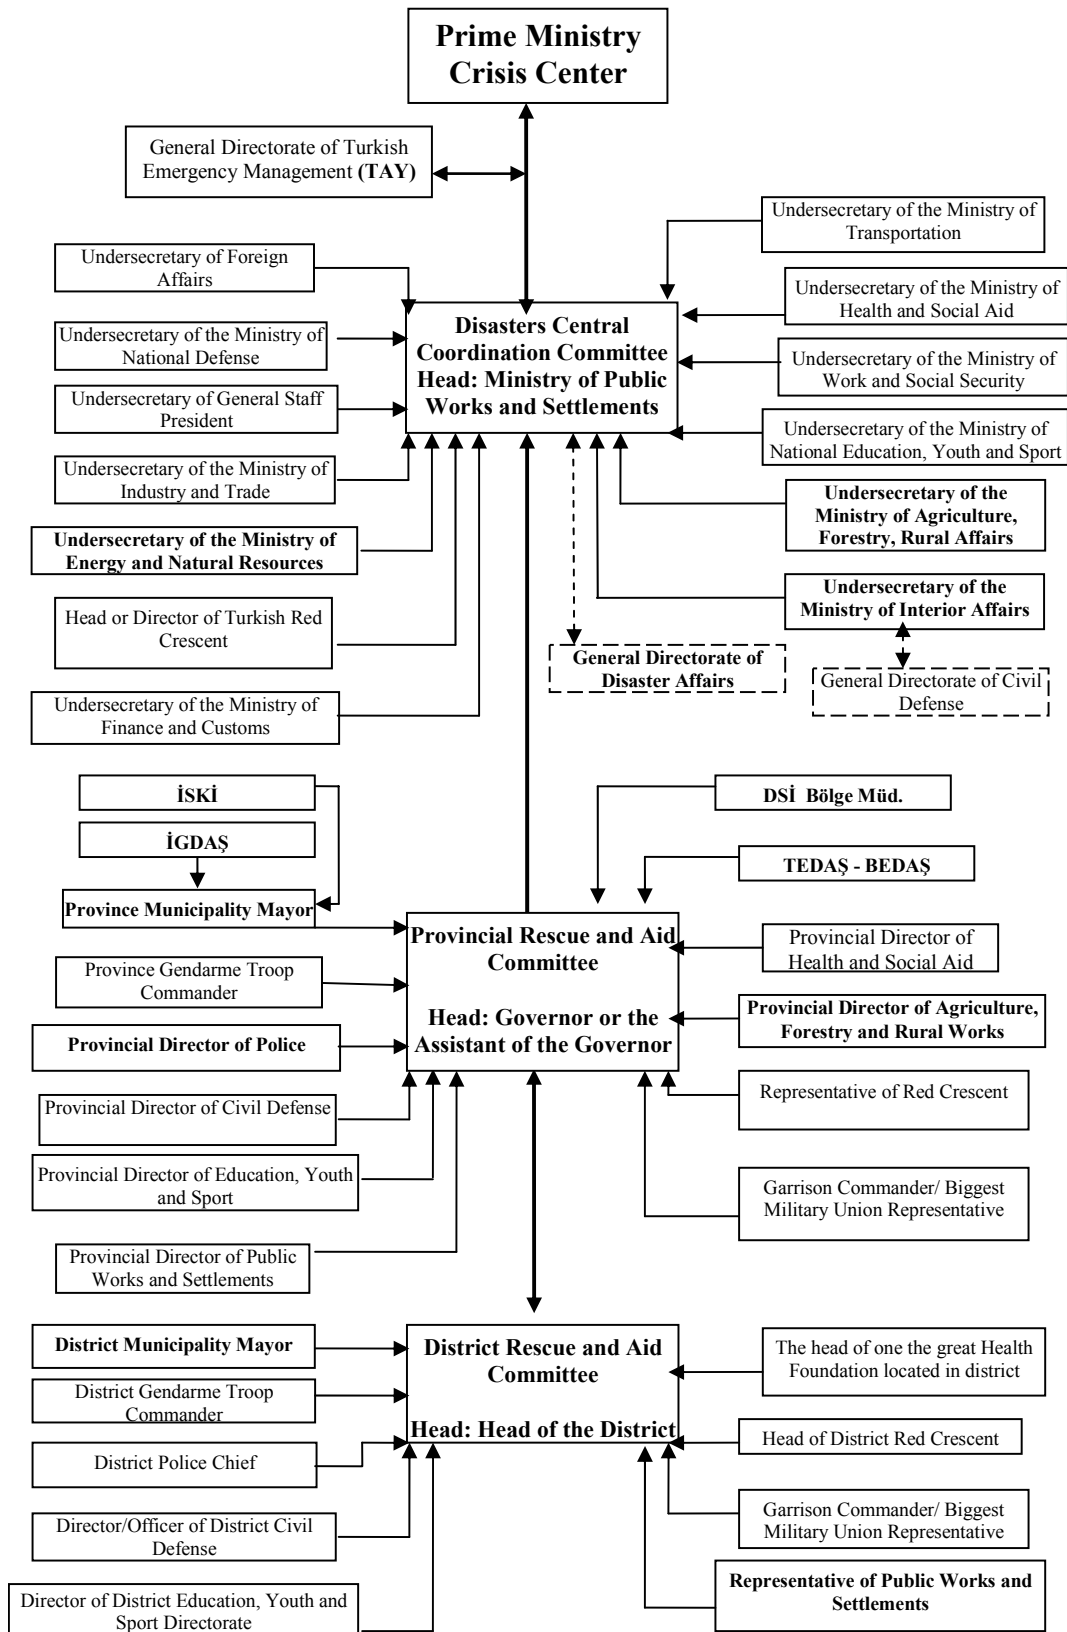 Prime Ministry
Crisis Center
General Directorate of Turkish
Emergency Management (TAY)
Undersecretary of the Ministry of
Transportation
Undersecretary of Foreign
Affairs
Undersecretary of the Ministry of
Health and Social Aid
Undersecretary of the Ministry of
National Defense
Disasters Central
Coordination Committee
Head: Ministry of Public
Works and Settlements
Undersecretary of the Ministry of
Work and Social Security
Undersecretary of General Staff
President
Undersecretary of the Ministry of
National Education, Youth and Sport
Undersecretary of the Ministry of
Industry and Trade
Undersecretary of the
Ministry of Agriculture,
Forestry, Rural Affairs
Undersecretary of the Ministry of
Energy and Natural Resources
Undersecretary of the
Ministry of Interior Affairs
Head or Director of Turkish Red
Crescent
General Directorate of
Disaster Affairs
General Directorate of Civil
Defense
Undersecretary of the Ministry of
Finance and Customs
İSKİ
DSİ Bölge Müd.
İGDAŞ
TEDAŞ - BEDAŞ
Province Municipality Mayor
Provincial Rescue and Aid
Committee
Head: Governor or the
Assistant of the Governor
Provincial Director of
Health and Social Aid
Province Gendarme Troop
Commander
Provincial Director of Agriculture,
Forestry and Rural Works
Provincial Director of Police
Representative of Red Crescent
Provincial Director of Civil Defense
Provincial Director of Education, Youth
and Sport
Garrison Commander/ Biggest
Military Union Representative
Provincial Director of Public
Works and Settlements
District Municipality Mayor
District Rescue and Aid
Committee
Head: Head of the District
The head of one the great Health
Foundation located in district
District Gendarme Troop
Commander
Head of District Red Crescent
District Police Chief
Garrison Commander/ Biggest
Military Union Representative
Director/Officer of District Civil
Defense
Representative of Public Works and
Settlements
Director of District Education, Youth and
Sport Directorate